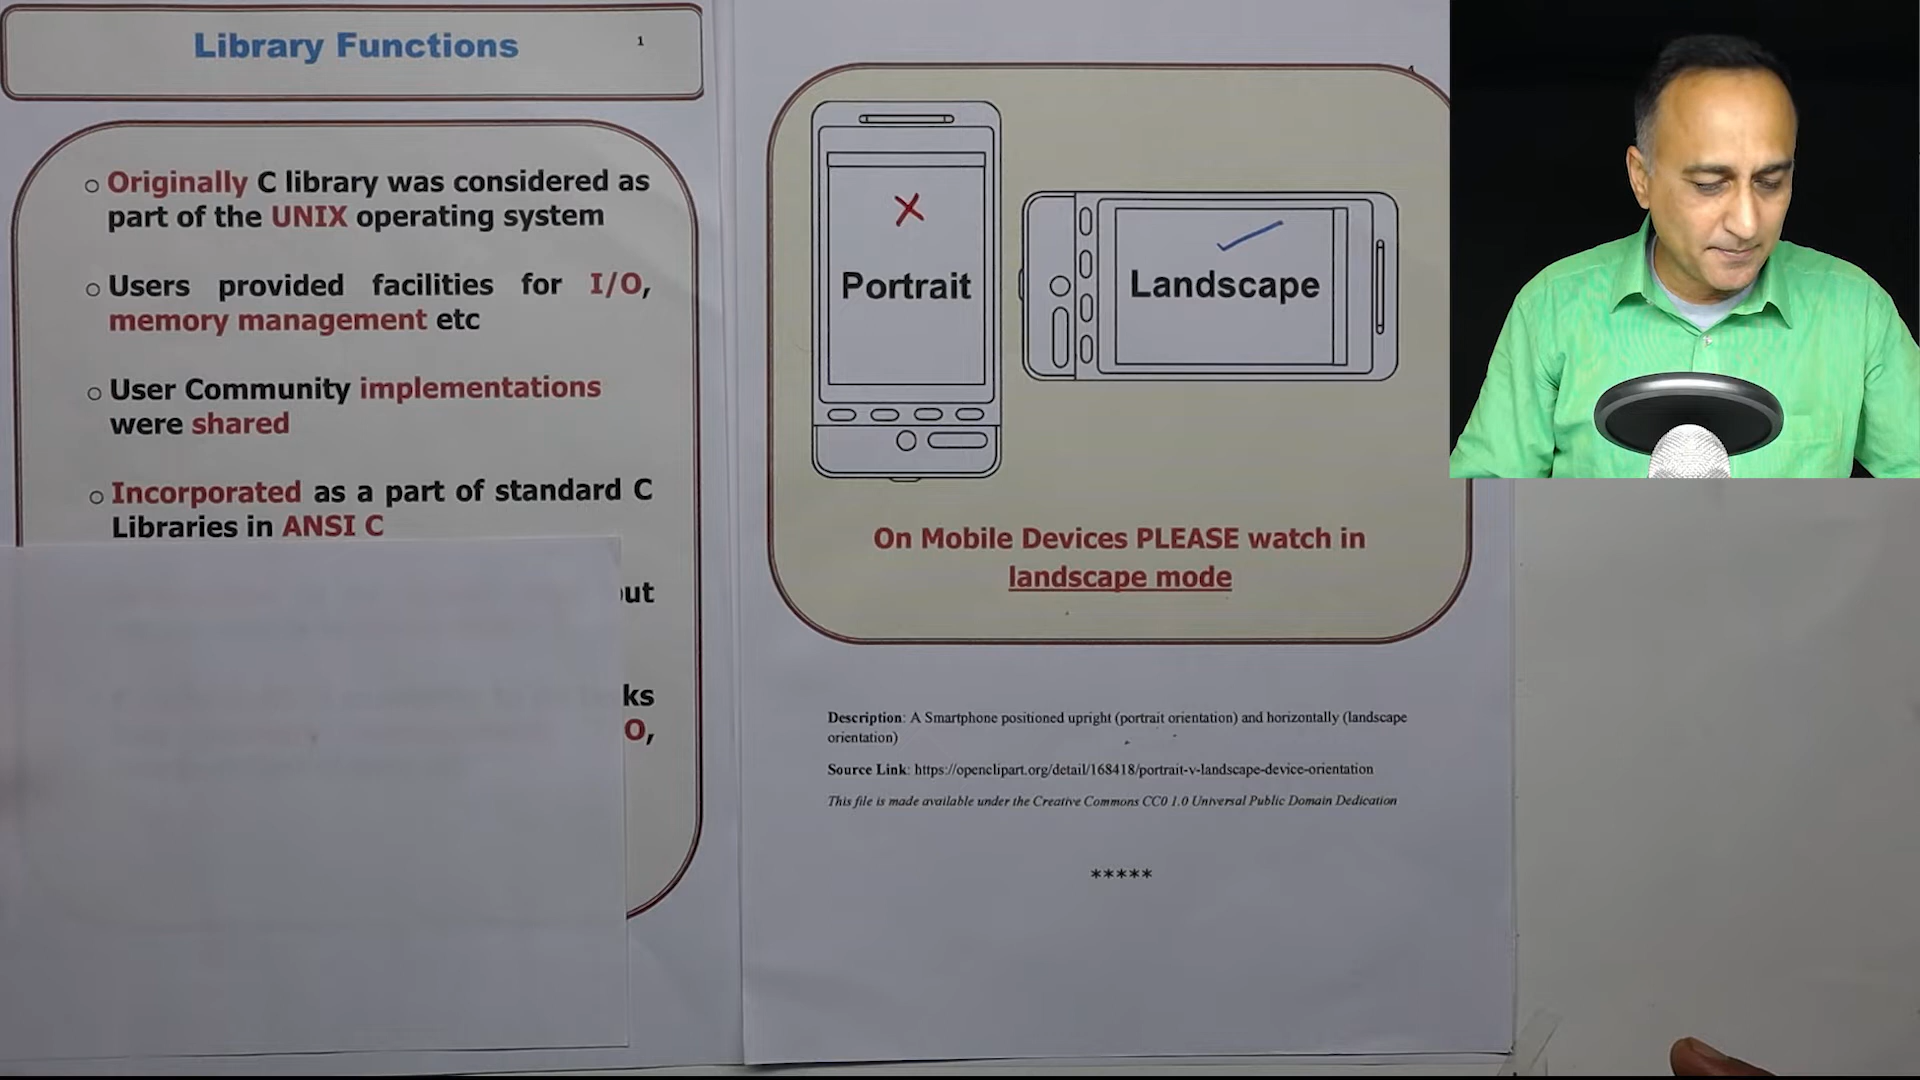 Library Functions
1
Originally C library was considered as
part of the UNIX operating system
Users provided facilities for I/O,
memory management etc
User Community implementations
were shared
Incorporated as a part of standard C
Libraries in ANSI C
ks
O,
Portrait
Landscape
On Mobile Devices PLEASE watch in
landscape mode
Description: A Smartphone positioned upright (portrait orientation) and horizontally (landscape
orientation)
Source Link: https://openclipart.org/detail/168418/portrait-v-landscape-device-orientation
This file is made available under the Creative Commons CC0 1.0 Universal Public Domain Dedication
*****